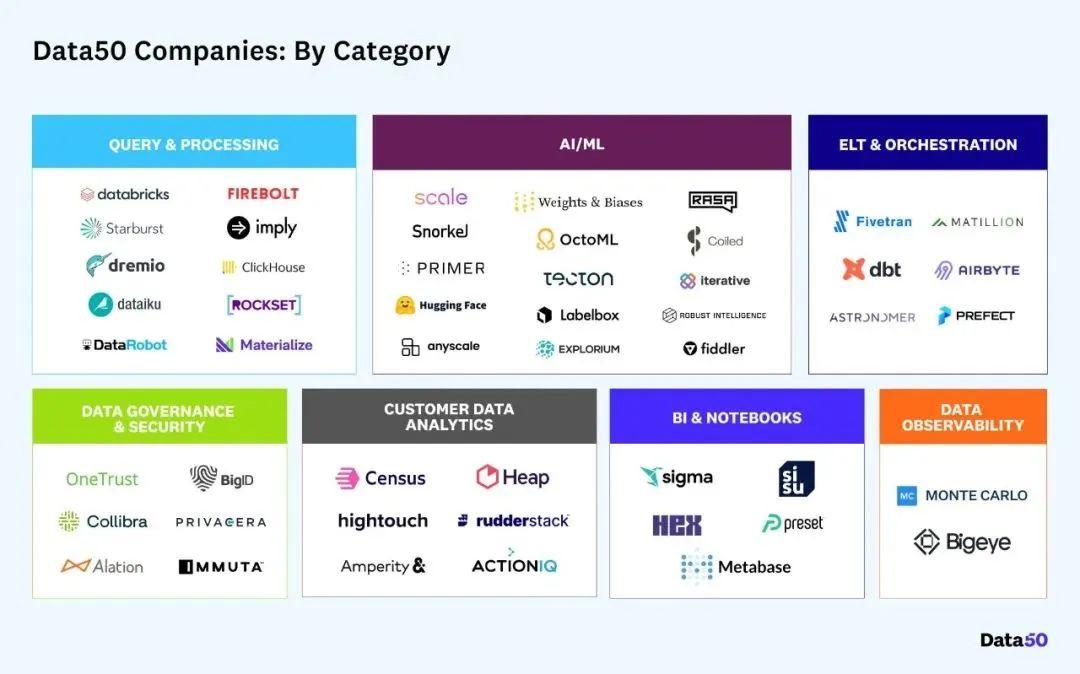 Data50 Companies: By Category
QUERY & PROCESSING
databricks
FIREBOLT
Starburst
imply
dremio
ClickHouse
dataiku
[ROCKSET]
DataRobot
Materialize
AI/ML
scale
Weights & Biases
RASA
Snorkel
OctoML
Coiled
PRIMER
TECTON
iterative
Hugging Face
Labelbox
ROBUST INTELLIGENCE
anyscale
EXPLORIUM
fiddler
ELT & ORCHESTRATION
Fivetran
MATILLION
dbt
AIRBYTE
ASTRONOMER
PREFECT
DATA GOVERNANCE
& SECURITY
OneTrust
BigID
Collibra
PRIVACERA
Alation
IMMUTA
CUSTOMER DATA
ANALYTICS
Census
Heap
hightouch
rudderstack
Amperity &
ACTIONIQ
BI & NOTEBOOKS
sigma
si
su
HEX
preset
Metabase
DATA
OBSERVABILITY
MC MONTE CARLO
Bigeye
Data50